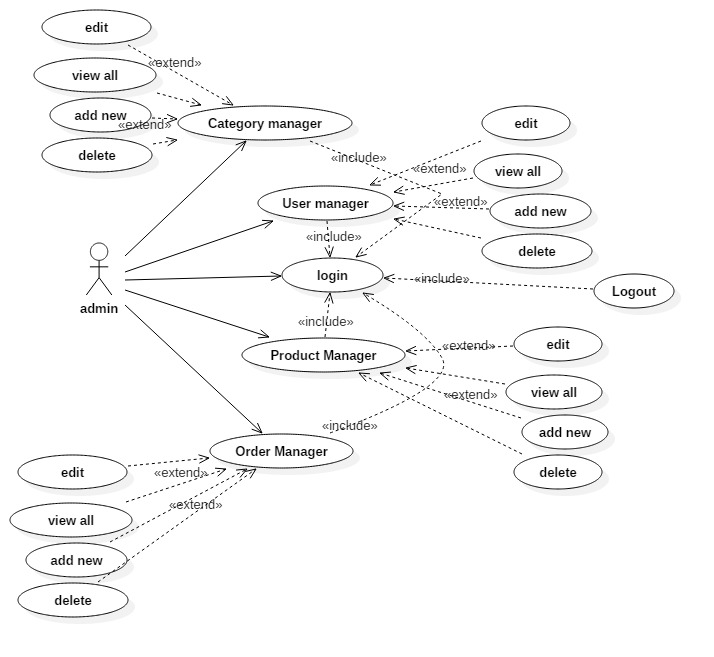 edit
«extend»
view all
add new
«extend»
delete
Category manager
«include»
edit
«extend»
view all
User manager
«extend»
add new
«include»
delete
login
«include»
Logout
admin
«include»
Product Manager
«extend»
edit
view all
«extend»
«include»
add new
Order Manager
delete
edit
«extend»
view all
«extend»
add new
delete